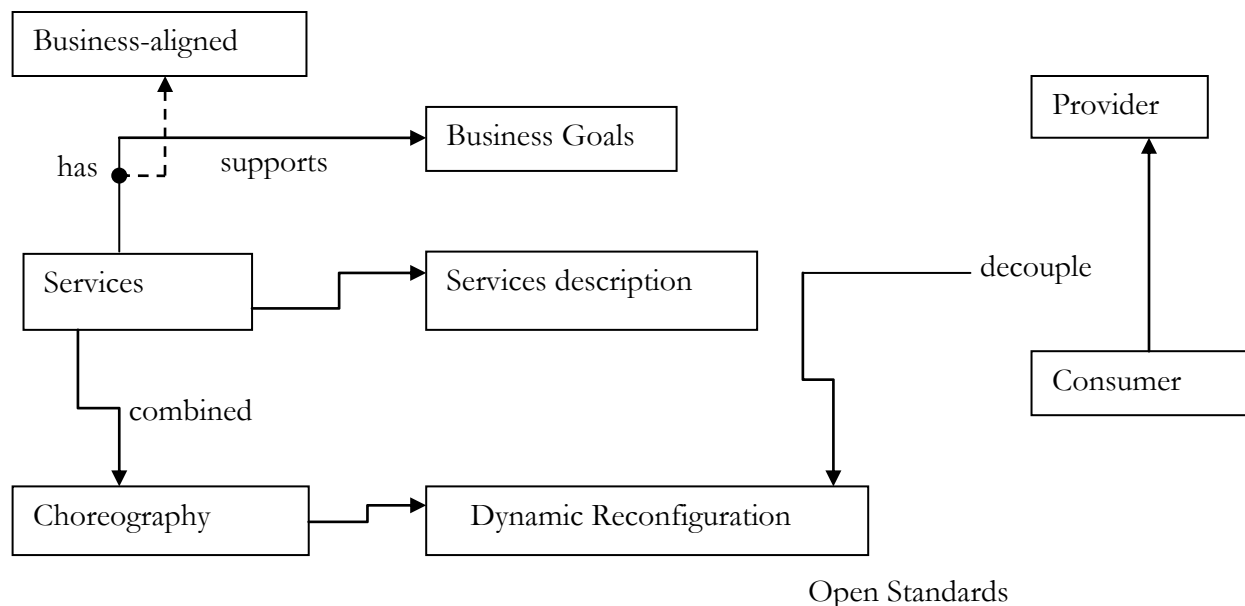 Business-aligned
Provider
Business Goals
has
supports
Services
Services description
decouple
Consumer
combined
Choreography
Dynamic Reconfiguration
Open Standards